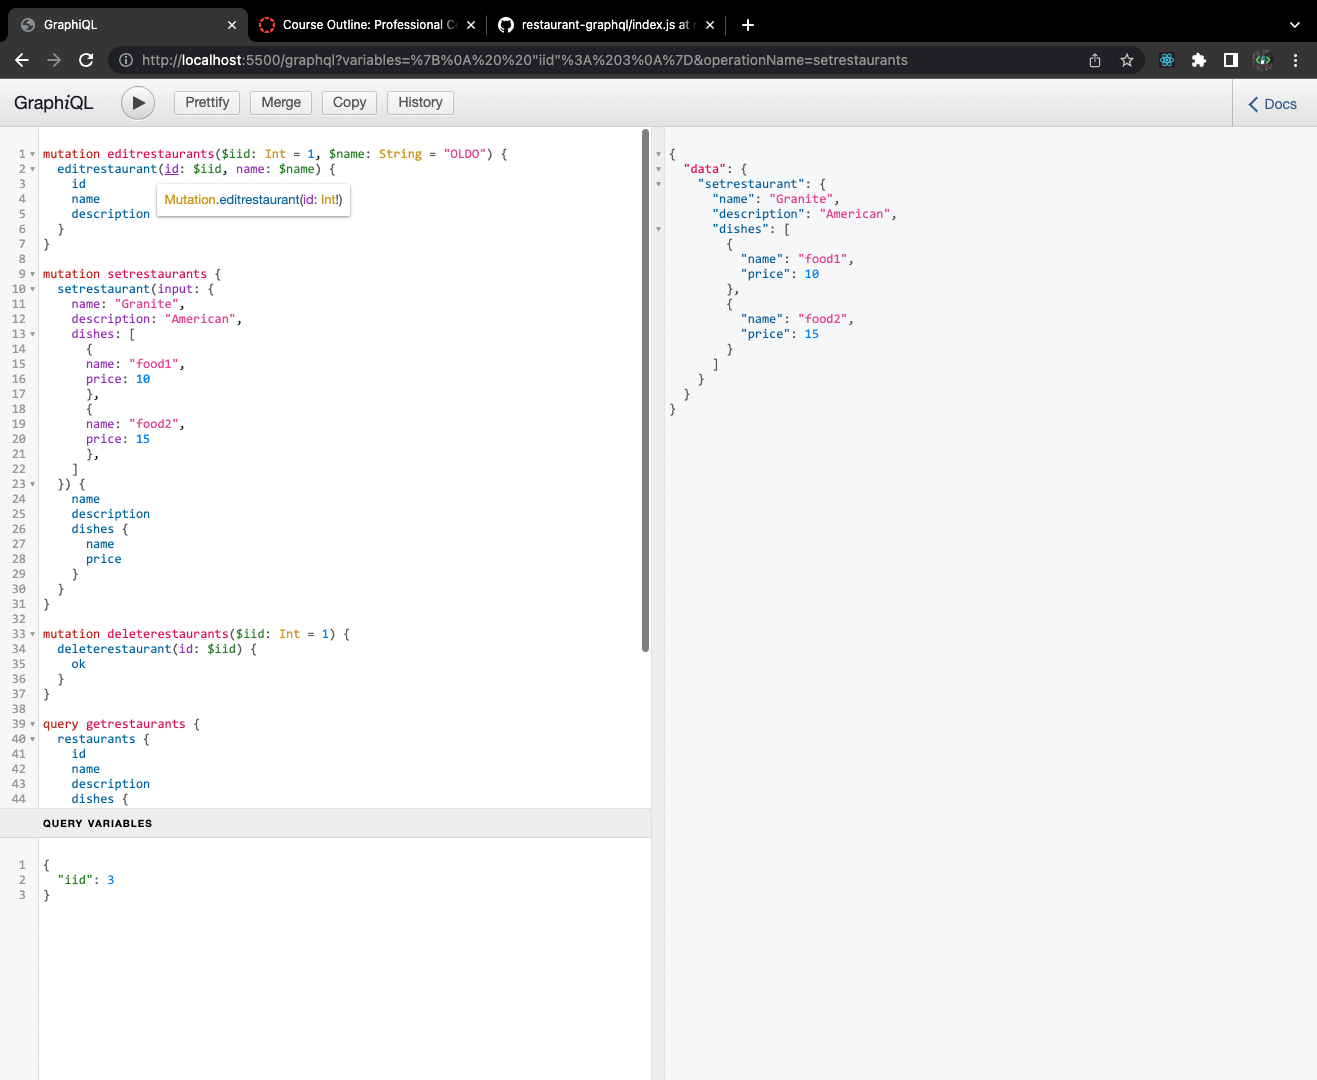 GraphiQL
Course Outline: Professional C
restaurant-graphql/index.js at
http://localhost:5500/graphql?variables=%7B%0A%20%20"iid"%3A%203%0A%7D&operationName=setrestaurants
GraphiQL
Prettify
Merge
Copy
History
Docs
1 mutation editrestaurants($iid: Int = 1, $name: String = "OLDO") {
2 editrestaurant(id: $iid, name: $name) {
3 id
4 name
5 description
6 }
7 }
8
9 mutation setrestaurants {
10 setrestaurant(input: {
11 name: "Granite",
12 description: "American",
13 dishes: [
14 {
15 name: "food1",
16 price: 10
17 },
18 {
19 name: "food2",
20 price: 15
21 },
22 ]
23 }) {
24 name
25 description
26 dishes {
27 name
28 price
29 }
30 }
31 }
32
33 mutation deleterestaurants($iid: Int = 1) {
34 deleterestaurant(id: $iid) {
35 ok
36 }
37 }
38
39 query getrestaurants {
40 restaurants {
41 id
42 name
43 description
44 dishes {
Mutation.editrestaurant(id: Int!)
QUERY VARIABLES
1 {
2 "iid": 3
3 }
{
"data": {
"setrestaurant": {
"name": "Granite",
"description": "American",
"dishes": [
{
"name": "food1",
"price": 10
},
{
"name": "food2",
"price": 15
}
]
}
}
}